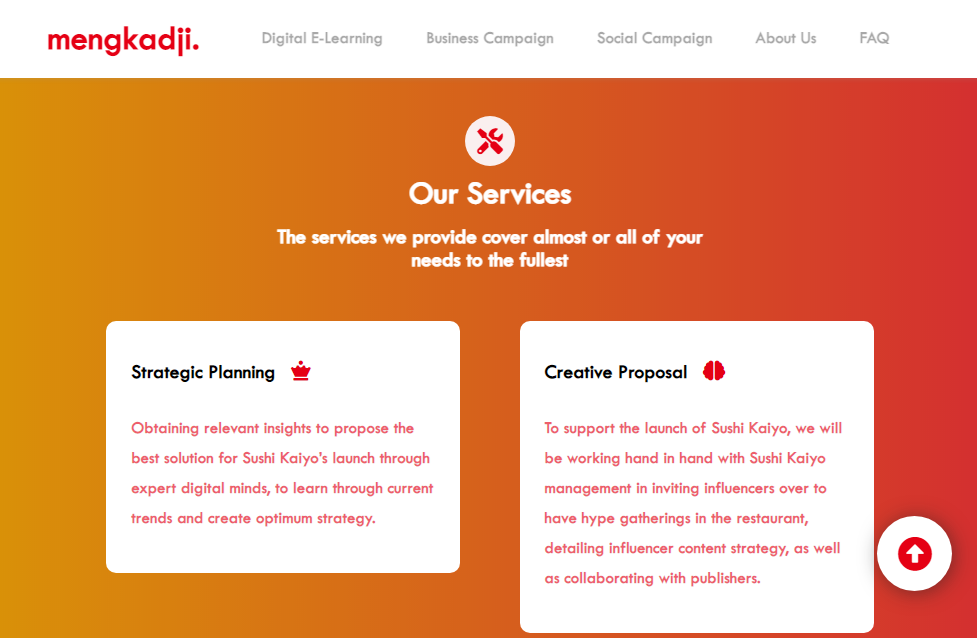 mengkadji.
Digital E-Learning
Business Campaign
Social Campaign
About Us
FAQ
Our Services
The services we provide cover almost or all of your
needs to the fullest
Strategic Planning
Obtaining relevant insights to propose the
best solution for Sushi Kaiyo's launch through
expert digital minds, to learn through current
trends and create optimum strategy.
Creative Proposal
To support the launch of Sushi Kaiyo, we will
be working hand in hand with Sushi Kaiyo
management in inviting influencers over to
have hype gatherings in the restaurant,
detailing influencer content strategy, as well
as collaborating with publishers.